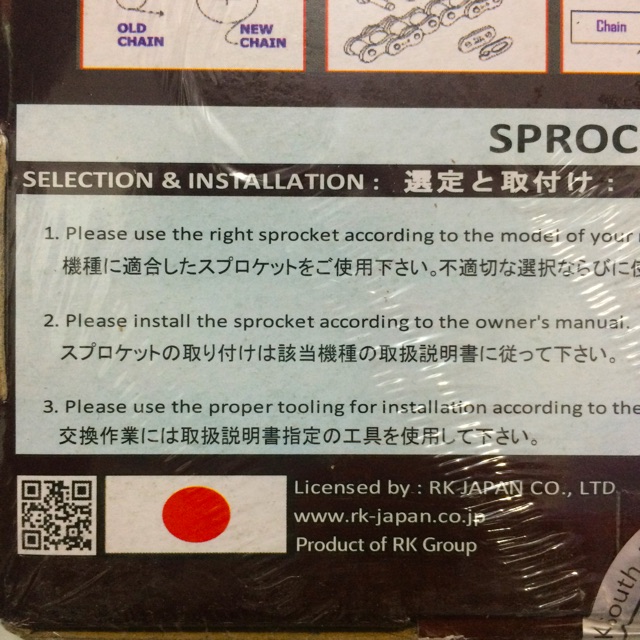 OLD
CHAIN
NEW
CHAIN
Chain
SPROC
SELECTION & INSTALLATION : 選定と取付け :
1. Please use the right sprocket according to the model of your
機種に適合したスプロケットをご使用下さい。不適切な選択ならびに使
2. Please install the sprocket according to the owner's manual.
スプロケットの取り付けは該当機種の取扱説明書に従って下さい。
3. Please use the proper tooling for installation according to the
交換作業には取扱説明書指定の工具を使用して下さい。
Licensed by : RK JAPAN CO., LTD
www.rk-japan.co.jp
Product of RK Group
outh